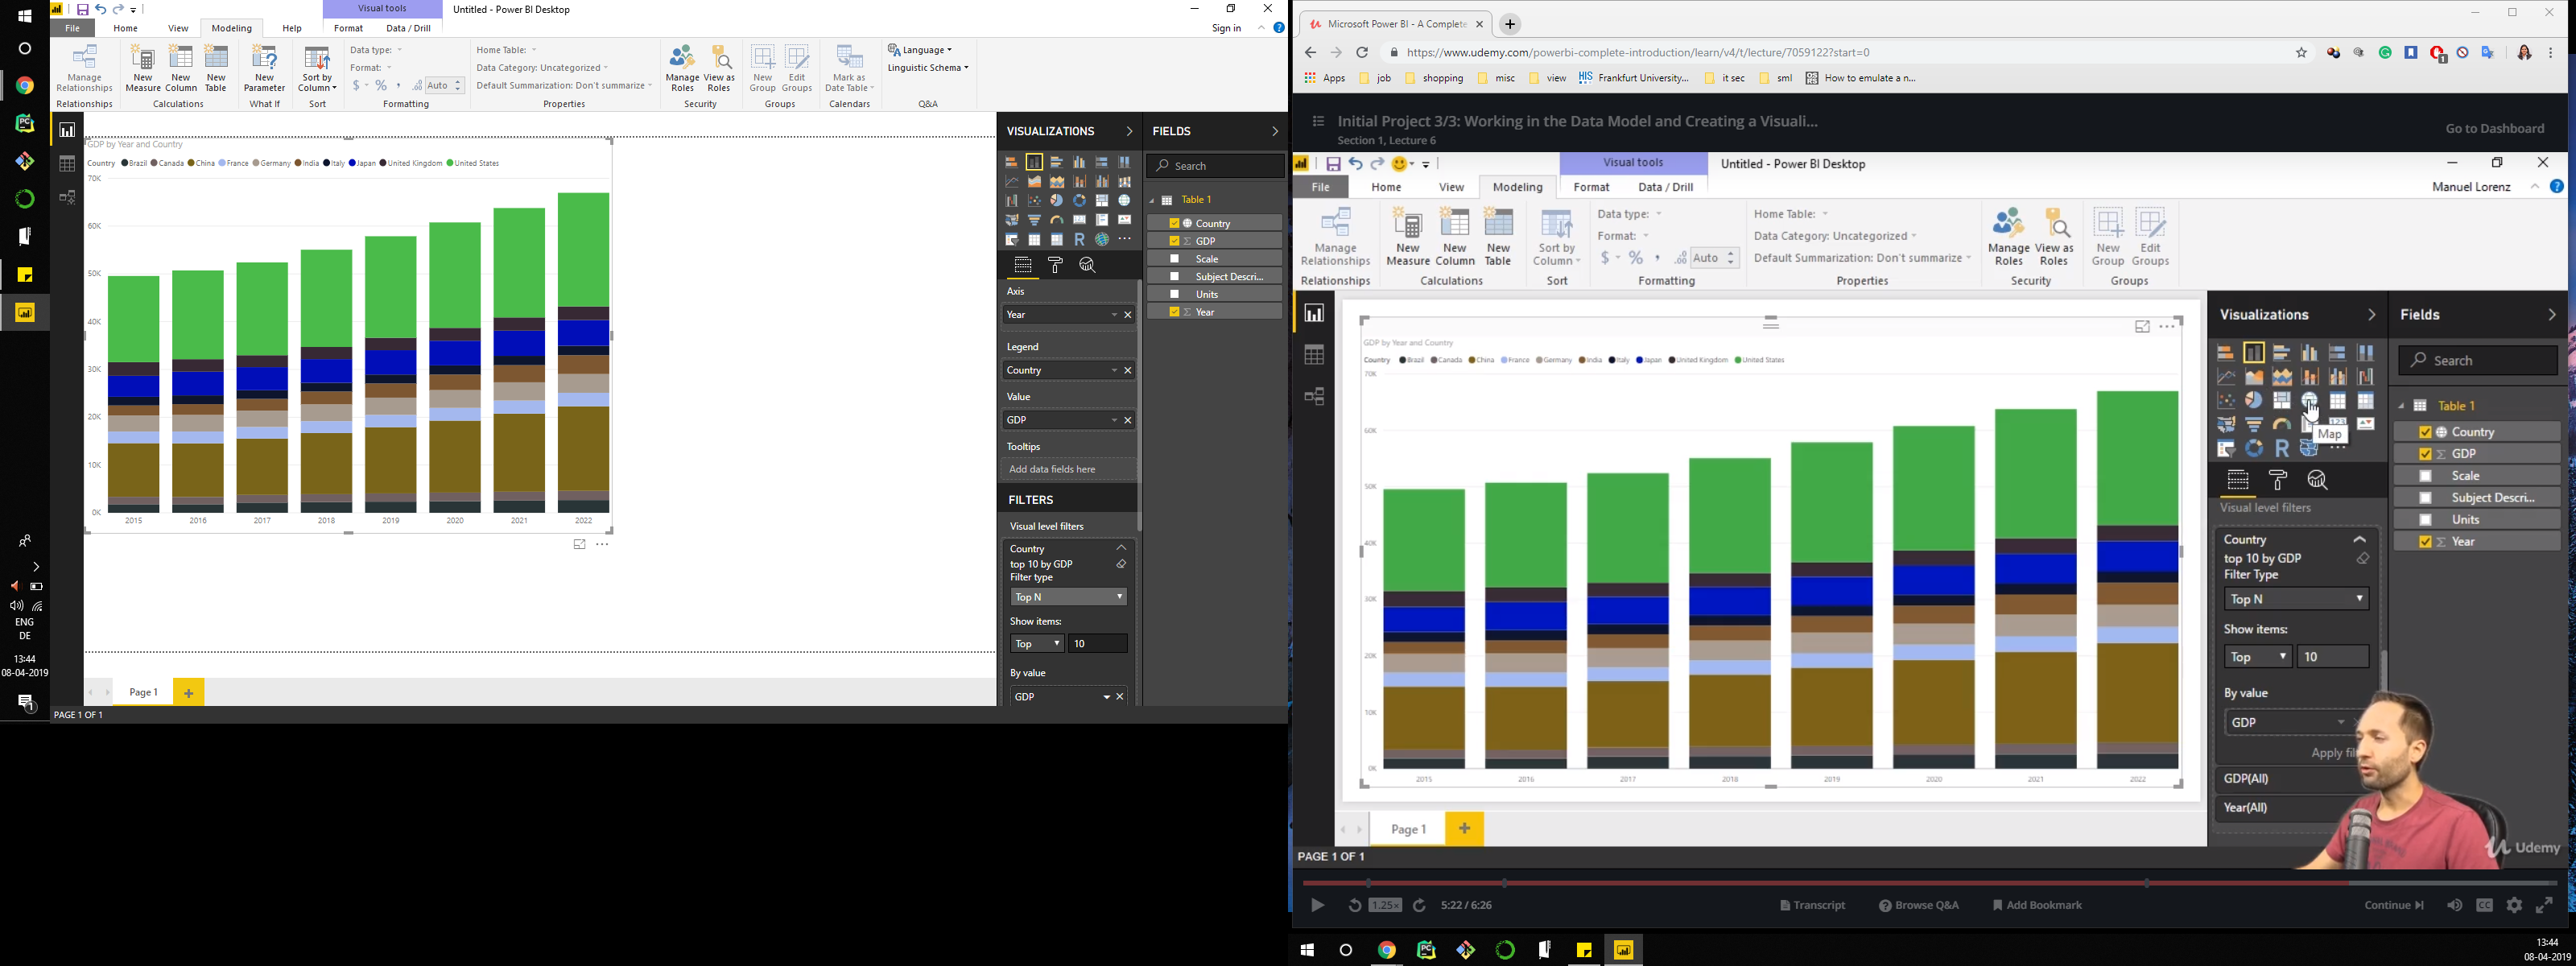 Visual tools
Untitled - Power BI Desktop
File Home View Modeling Help Format Data / Drill
Sign in
Manage Relationships
New Measure
New Column
New Table
New Parameter
Sort by Column
Data type:
Format:
$ % , .00 Auto
Home Table:
Data Category: Uncategorized
Default Summarization: Don't summarize
Manage Roles
View as Roles
New Group
Edit Groups
Mark as Date Table
Language
Linguistic Schema
Relationships Calculations What If Sort Formatting Properties Security Groups Calendars Q&A
GDP by Year and Country
Country Brazil Canada China France Germany India Italy Japan United Kingdom United States
70K
60K
50K
40K
30K
20K
10K
0K
2015 2016 2017 2018 2019 2020 2021 2022
VISUALIZATIONS
R
Axis
Year
Legend
Country
Value
GDP
Tooltips
Add data fields here
FILTERS
Visual level filters
Country
top 10 by GDP
Filter type
Top N
Show items:
Top 10
By value
GDP
FIELDS
Search
Table 1
Country
GDP
Scale
Subject Descri...
Units
Year
Page 1
PAGE 1 OF 1
ENG
DE
13:44
08-04-2019
1
Microsoft Power BI - A Complete
https://www.udemy.com/powerbi-complete-introduction/learn/v4/t/lecture/7059122?start=0
Apps job shopping misc view HIS Frankfurt University... it sec sml How to emulate a n...
Initial Project 3/3: Working in the Data Model and Creating a Visuali...
Section 1, Lecture 6
Go to Dashboard
Visual tools
Untitled - Power BI Desktop
File Home View Modeling Format Data / Drill
Manuel Lorenz
Manage Relationships
New Measure
New Column
New Table
Sort by Column
Data type:
Format:
$ % , .00 Auto
Home Table:
Data Category: Uncategorized
Default Summarization: Don't summarize
Manage Roles
View as Roles
New Group
Edit Groups
Relationships Calculations Sort Formatting Properties Security Groups
GDP by Year and Country
Country Brazil Canada China France Germany India Italy Japan United Kingdom United States
70K
60K
50K
40K
30K
20K
10K
0K
2015 2016 2017 2018 2019 2020 2021 2022
Visualizations
Map
R
Visual level filters
Country
top 10 by GDP
Filter Type
Top N
Show items:
Top 10
By value
GDP
Apply fil
GDP(All)
Year(All)
Fields
Search
Table 1
Country
GDP
Scale
Subject Descri...
Units
Year
Page 1
PAGE 1 OF 1
Udemy
1.25x
5:22 / 6:26
Transcript
Browse Q&A
Add Bookmark
Continue
CC
13:44
08-04-2019